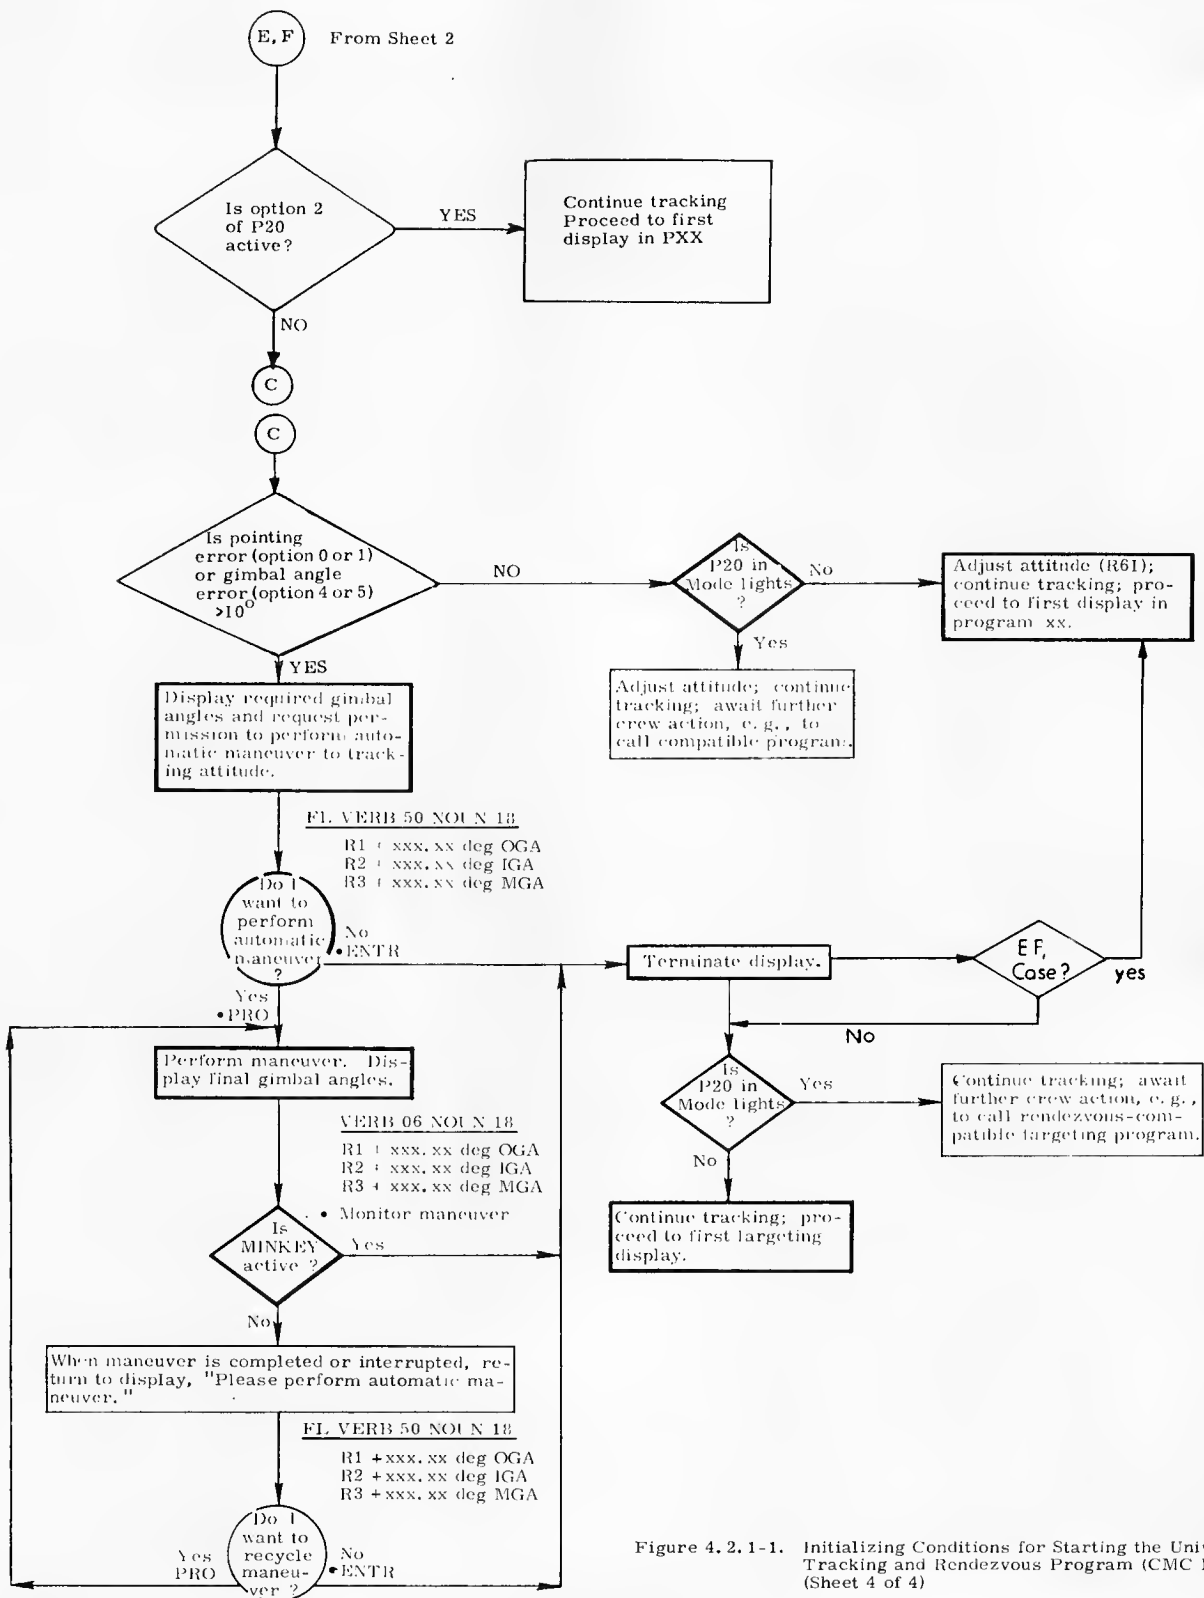 E, F
From Sheet 2
Is option 2
of P20
active?
YES
Continue tracking
Proceed to first
display in PXX
NO
C
C
Is pointing
error (option 0 or 1)
or gimbal angle
error (option 4 or 5)
>10°
NO
Is
P20 in
Mode lights
?
No
Adjust attitude (R61);
continue tracking; pro-
ceed to first display in
program xx.
Yes
Adjust attitude; continue
tracking; await further
crew action, e.g., to
call compatible program.
YES
Display required gimbal
angles and request per-
mission to perform auto-
matic maneuver to track-
ing attitude.
FL VERB 50 NOUN 18
R1 + xxx.xx deg OGA
R2 + xxx.xx deg IGA
R3 + xxx.xx deg MGA
Do I
want to
perform
automatic
maneuver
?
No
• ENTR
Terminate display.
E F,
Case?
yes
No
Yes
• PRO
Perform maneuver. Dis-
play final gimbal angles.
Is
P20 in
Mode lights
?
Yes
Continue tracking; await
further crew action, e.g.,
to call rendezvous-com-
patible targeting program.
VERB 06 NOUN 18
R1 + xxx.xx deg OGA
R2 + xxx.xx deg IGA
R3 + xxx.xx deg MGA
• Monitor maneuver
No
Continue tracking; pro-
ceed to first targeting
display.
Is
MINKEY
active ?
Yes
No
When maneuver is completed or interrupted, re-
turn to display, "Please perform automatic ma-
neuver."
FL VERB 50 NOUN 18
R1 +xxx.xx deg OGA
R2 +xxx.xx deg IGA
R3 +xxx.xx deg MGA
Do I
want to
recycle
maneu-
ver ?
Yes
PRO
No
• ENTR
Figure 4.2.1-1. Initializing Conditions for Starting the Uni
Tracking and Rendezvous Program (CMC
(Sheet 4 of 4)